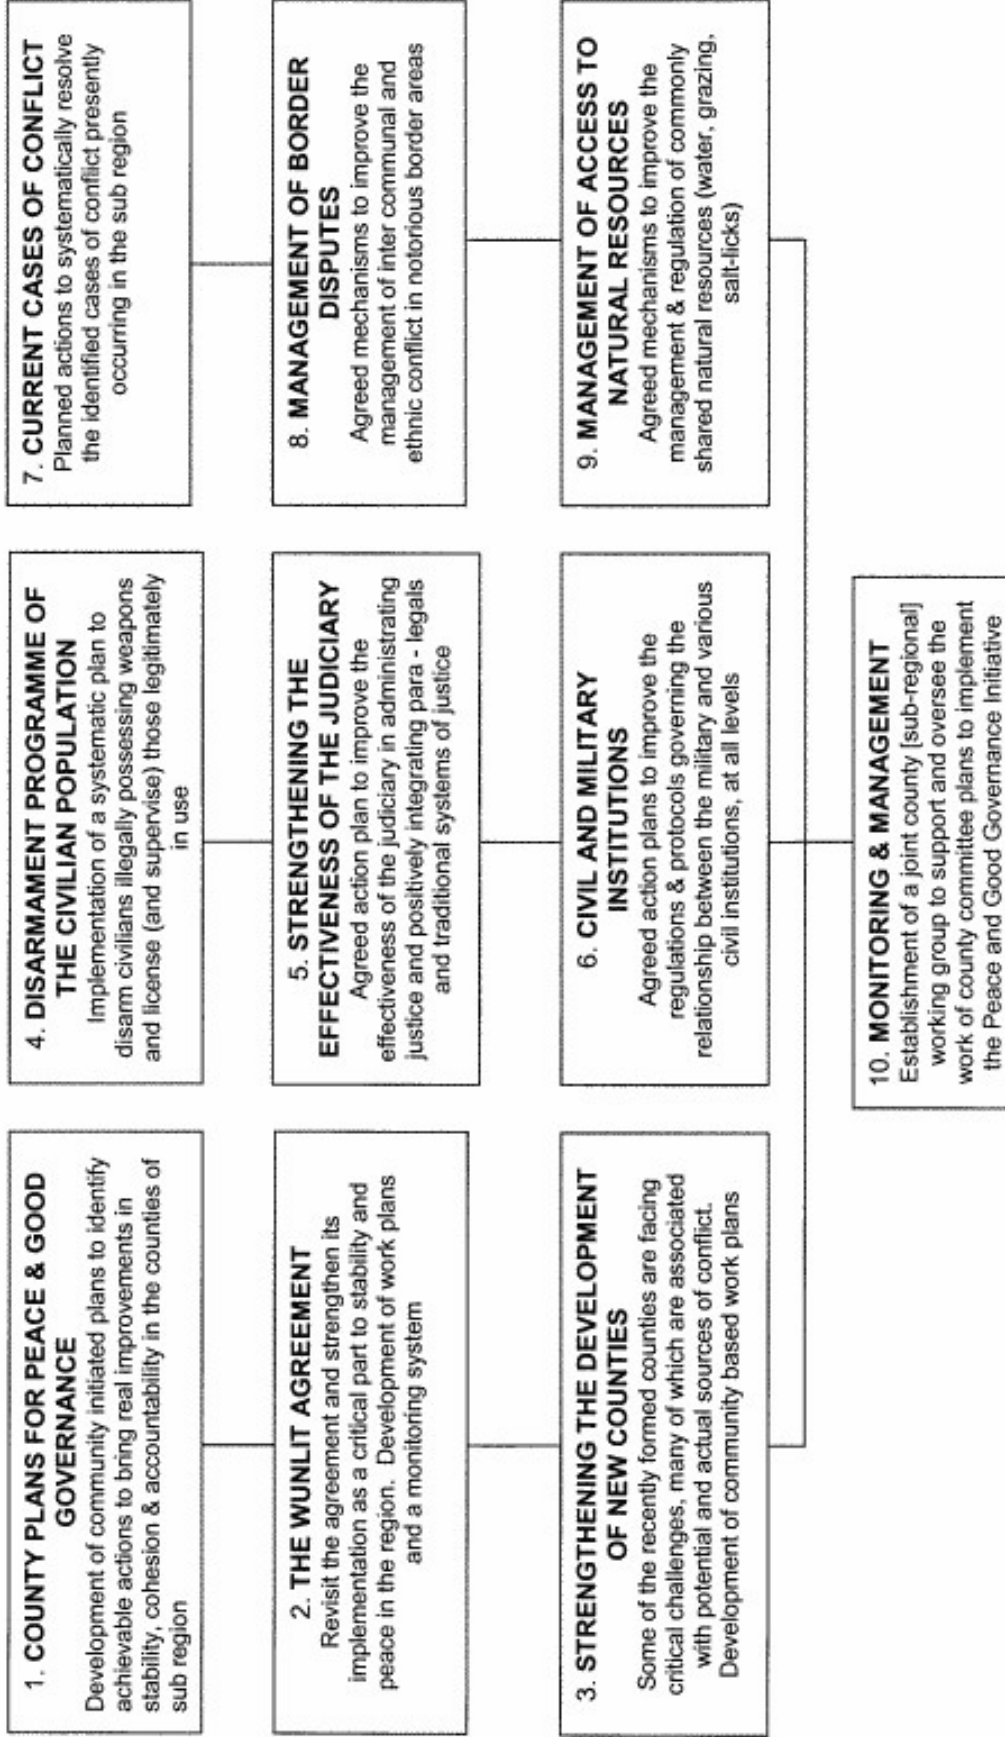 1. COUNTY PLANS FOR PEACE & GOOD
GOVERNANCE
Development of community initiated plans to identify
achievable actions to bring real improvements in
stability, cohesion & accountability in the counties of
sub region
2. THE WUNLIT AGREEMENT
Revisit the agreement and strengthen its
implementation as a critical part to stability and
peace in the region. Development of work plans
and a monitoring system
3. STRENGTHENING THE DEVELOPMENT
OF NEW COUNTIES
Some of the recently formed counties are facing
critical challenges, many of which are associated
with potential and actual sources of conflict.
Development of community based work plans
4. DISARMAMENT PROGRAMME OF
THE CIVILIAN POPULATION
Implementation of a systematic plan to
disarm civilians illegally possessing weapons
and license (and supervise) those legitimately
in use
5. STRENGTHENING THE
EFFECTIVENESS OF THE JUDICIARY
Agreed action plan to improve the
effectiveness of the judiciary in administrating
justice and positively integrating para - legals
and traditional systems of justice
6. CIVIL AND MILITARY
INSTITUTIONS
Agreed action plans to improve the
regulations & protocols governing the
relationship between the military and various
civil institutions, at all levels
7. CURRENT CASES OF CONFLICT
Planned actions to systematically resolve
the identified cases of conflict presently
occurring in the sub region
8. MANAGEMENT OF BORDER
DISPUTES
Agreed mechanisms to improve the
management of inter communal and
ethnic conflict in notorious border areas
9. MANAGEMENT OF ACCESS TO
NATURAL RESOURCES
Agreed mechanisms to improve the
management & regulation of commonly
shared natural resources (water, grazing,
salt-licks)
10. MONITORING & MANAGEMENT
Establishment of a joint county [sub-regional]
working group to support and oversee the
work of county committee plans to implement
the Peace and Good Governance Initiative